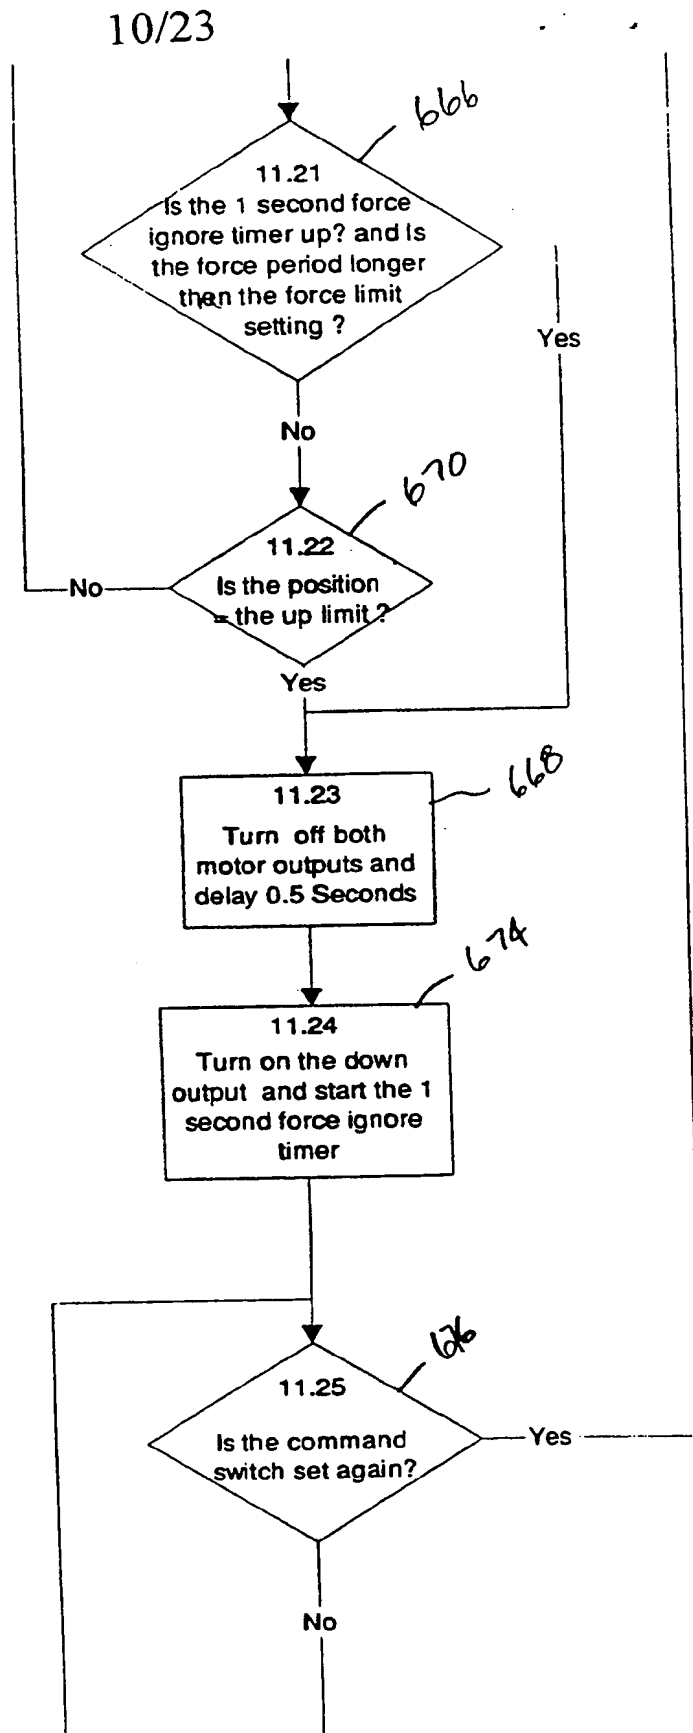 10/23
666
11.21
Is the 1 second force
ignore timer up? and Is
the force period longer
then the force limit
setting ?
Yes
No
670
11.22
Is the position
= the up limit ?
No
Yes
668
11.23
Turn off both
motor outputs and
delay 0.5 Seconds
674
11.24
Turn on the down
output and start the 1
second force ignore
timer
676
11.25
Is the command
switch set again?
Yes
No